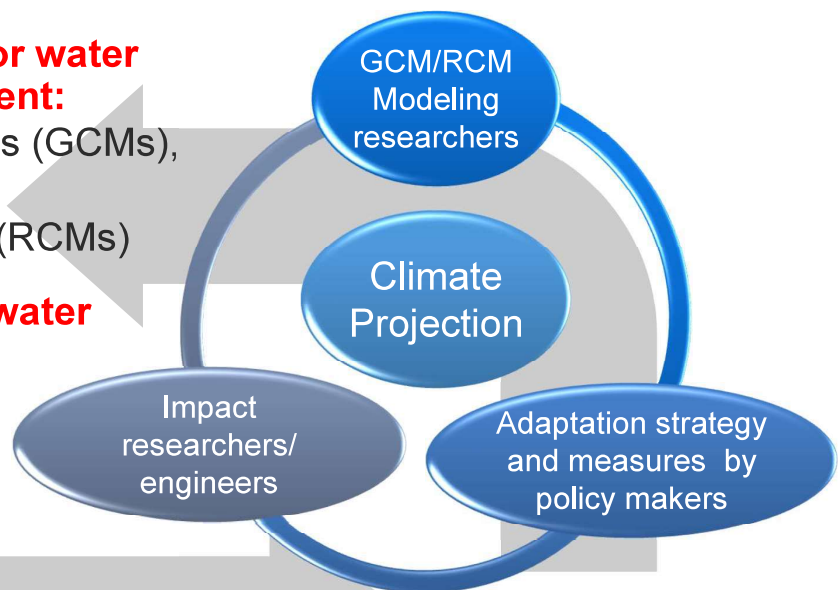 or water
ent:
s (GCMs),
(RCMs)
water
GCM/RCM
Modeling
researchers
Climate
Projection
Impact
researchers/
engineers
Adaptation strategy
and measures by
policy makers